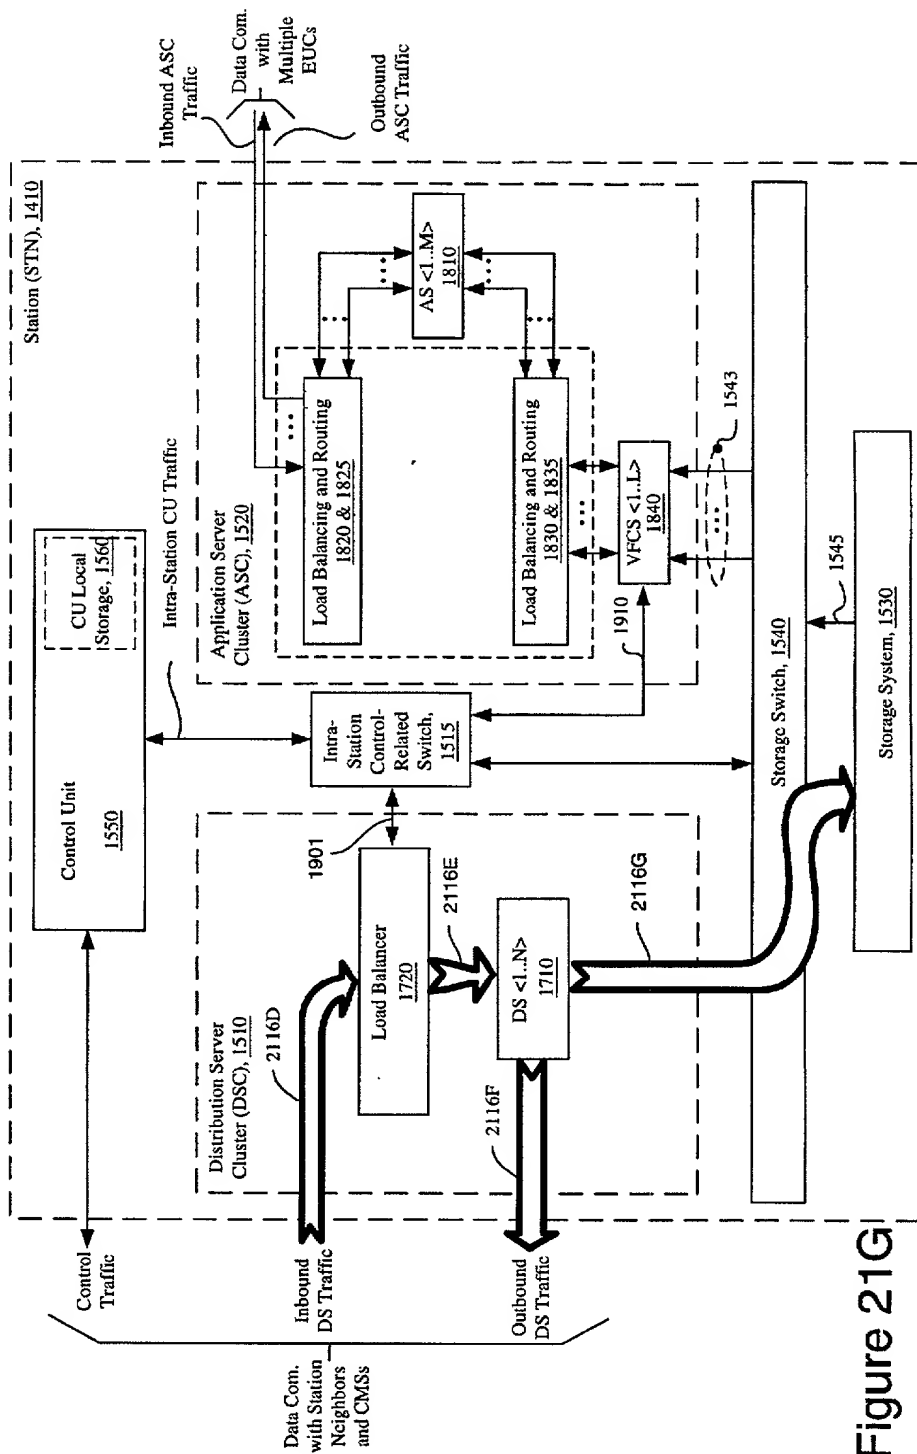 Station (STN), 1410
Control Unit
1550
CU Local
Storage, 1560
Control
Traffic
Intra-Station CU Traffic
Data Com.
with Station
Neighbors
and CMSs
Inbound
DS Traffic
Outbound
DS Traffic
Distribution Server
Cluster (DSC), 1510
2116D
Load Balancer
1720
1901
2116E
DS <1..N>
1710
2116F
2116G
Intra-
Station
Control-
Related
Switch,
1515
1910
Application Server
Cluster (ASC), 1520
Load Balancing and Routing
1820 & 1825
Load Balancing and Routing
1830 & 1835
AS <1..M>
1810
VFCS <1..L>
1840
1543
Inbound ASC
Traffic
Data Com.
with
Multiple
EUCs
Outbound
ASC Traffic
Storage Switch, 1540
1545
Storage System, 1530
Figure 21G